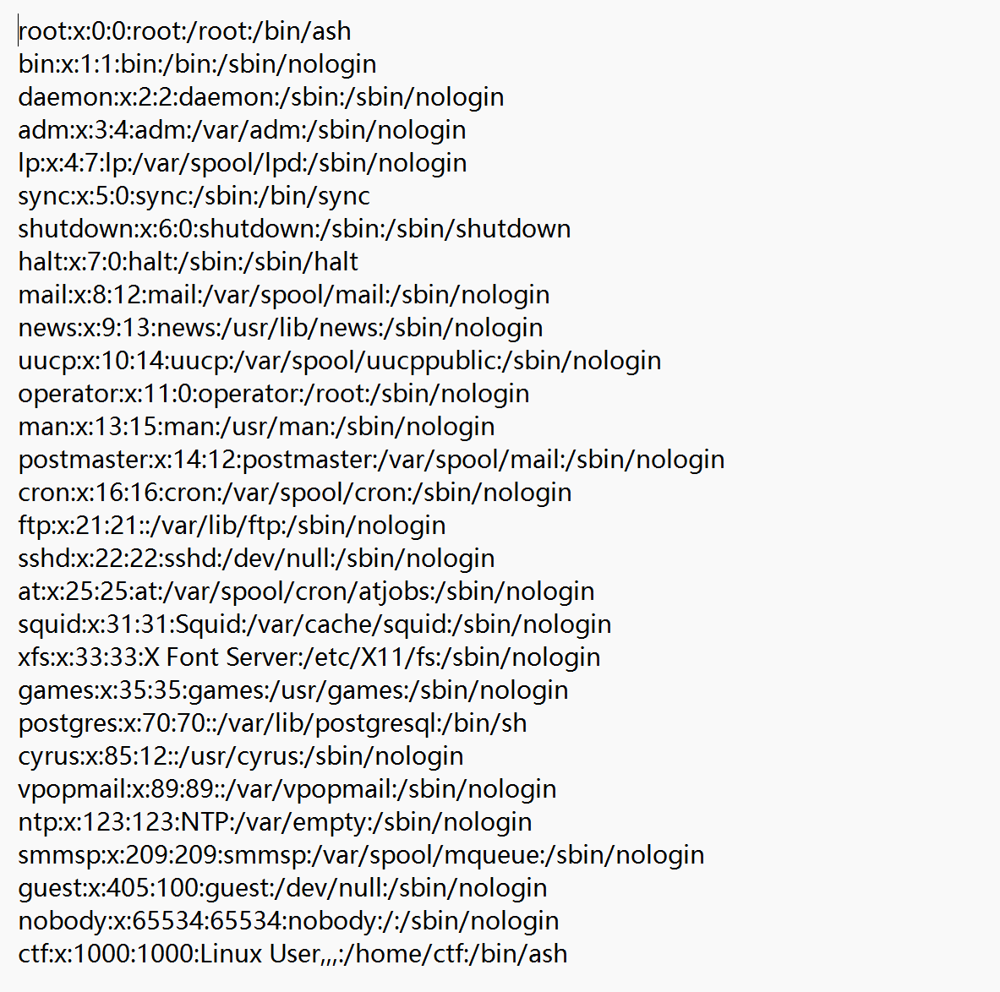 root:x:0:0:root:/root:/bin/ash
bin:x:1:1:bin:/bin:/sbin/nologin
daemon:x:2:2:daemon:/sbin:/sbin/nologin
adm:x:3:4:adm:/var/adm:/sbin/nologin
lp:x:4:7:lp:/var/spool/lpd:/sbin/nologin
sync:x:5:0:sync:/sbin:/bin/sync
shutdown:x:6:0:shutdown:/sbin:/sbin/shutdown
halt:x:7:0:halt:/sbin:/sbin/halt
mail:x:8:12:mail:/var/spool/mail:/sbin/nologin
news:x:9:13:news:/usr/lib/news:/sbin/nologin
uucp:x:10:14:uucp:/var/spool/uucppublic:/sbin/nologin
operator:x:11:0:operator:/root:/sbin/nologin
man:x:13:15:man:/usr/man:/sbin/nologin
postmaster:x:14:12:postmaster:/var/spool/mail:/sbin/nologin
cron:x:16:16:cron:/var/spool/cron:/sbin/nologin
ftp:x:21:21::/var/lib/ftp:/sbin/nologin
sshd:x:22:22:sshd:/dev/null:/sbin/nologin
at:x:25:25:at:/var/spool/cron/atjobs:/sbin/nologin
squid:x:31:31:Squid:/var/cache/squid:/sbin/nologin
xfs:x:33:33:X Font Server:/etc/X11/fs:/sbin/nologin
games:x:35:35:games:/usr/games:/sbin/nologin
postgres:x:70:70::/var/lib/postgresql:/bin/sh
cyrus:x:85:12::/usr/cyrus:/sbin/nologin
vpopmail:x:89:89::/var/vpopmail:/sbin/nologin
ntp:x:123:123:NTP:/var/empty:/sbin/nologin
smmsp:x:209:209:smmsp:/var/spool/mqueue:/sbin/nologin
guest:x:405:100:guest:/dev/null:/sbin/nologin
nobody:x:65534:65534:nobody:/:/sbin/nologin
ctf:x:1000:1000:Linux User,,,:/home/ctf:/bin/ash